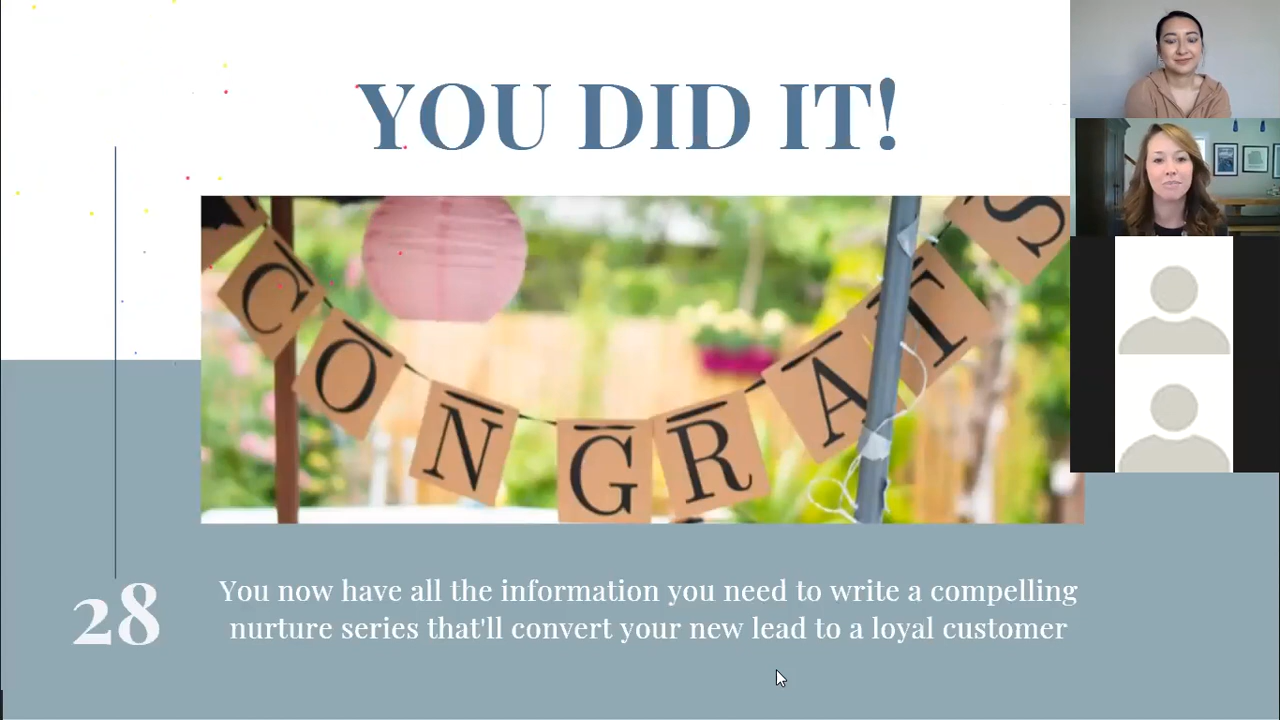 YOU DID IT!
CONGRATS
You now have all the information you need to write a compelling
nurture series that'll convert your new lead to a loyal customer
28